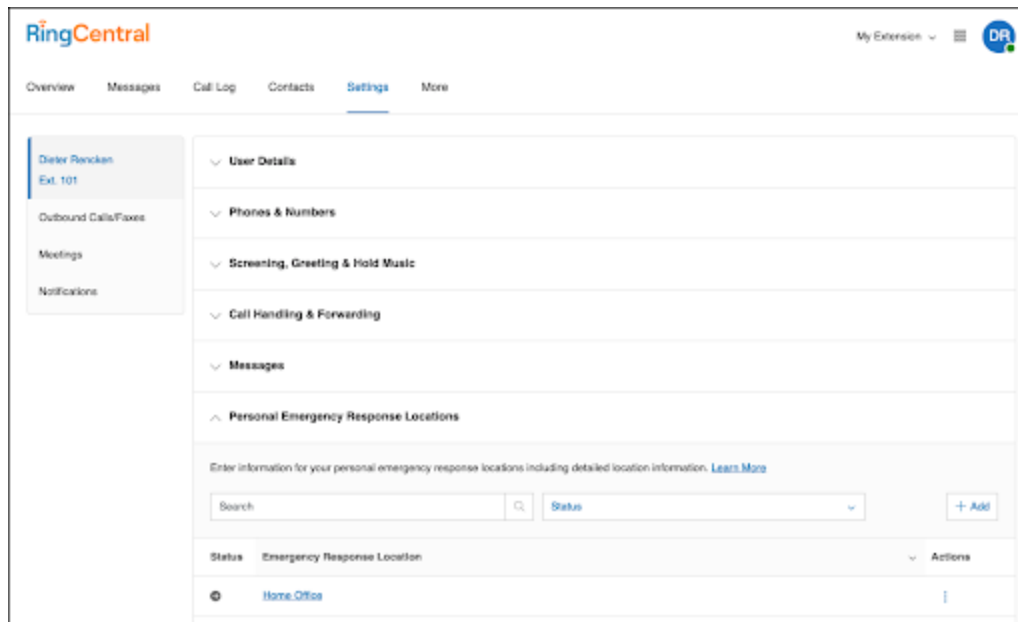 RingCentral
My Extension
DR
Overview Messages Call Log Contacts Settings More
Dieter Rencken
Ext. 101
Outbound Calls/Faxes
Meetings
Notifications
User Details
Phones & Numbers
Screening, Greeting & Hold Music
Call Handling & Forwarding
Messages
Personal Emergency Response Locations
Enter information for your personal emergency response locations including detailed location information. Learn More
Search Status + Add
Status Emergency Response Location Actions
Home Office